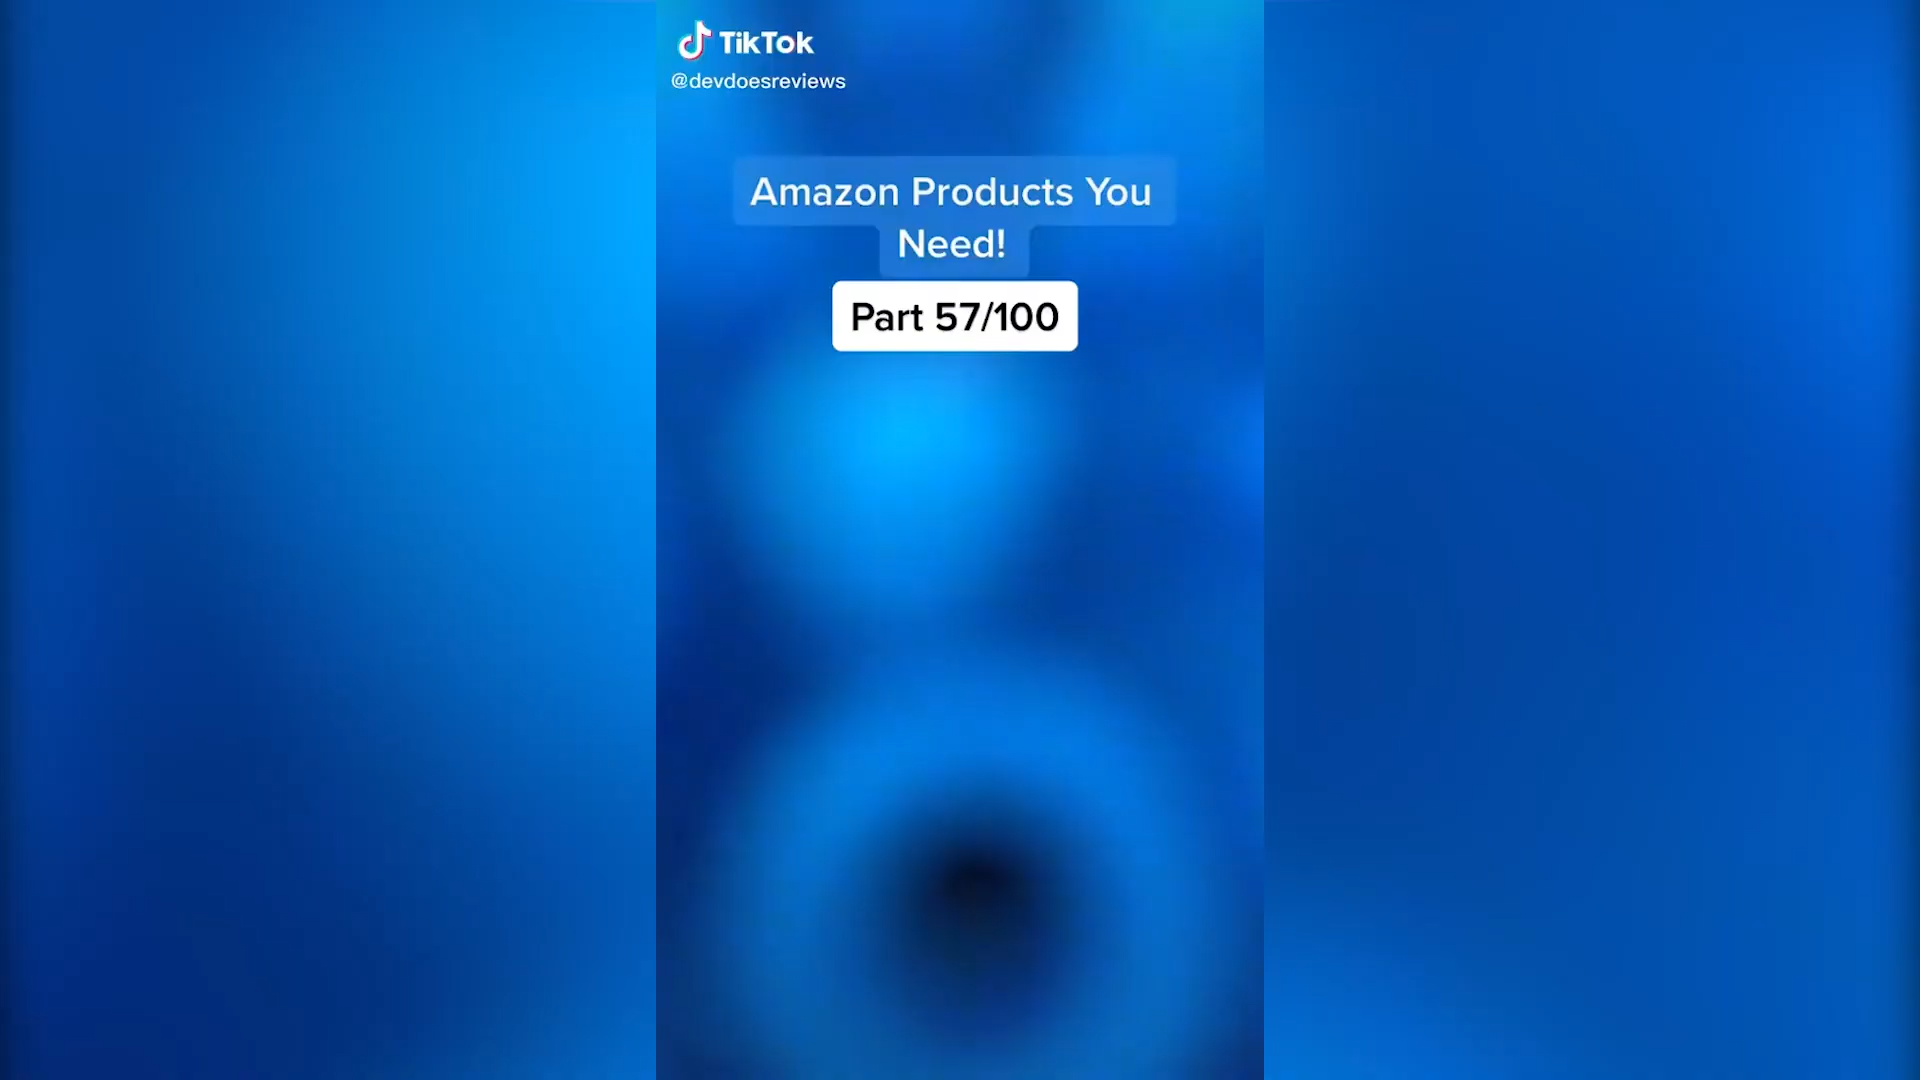 TikTok
@devdoesreviews
Amazon Products You
Need!
Part 57/100